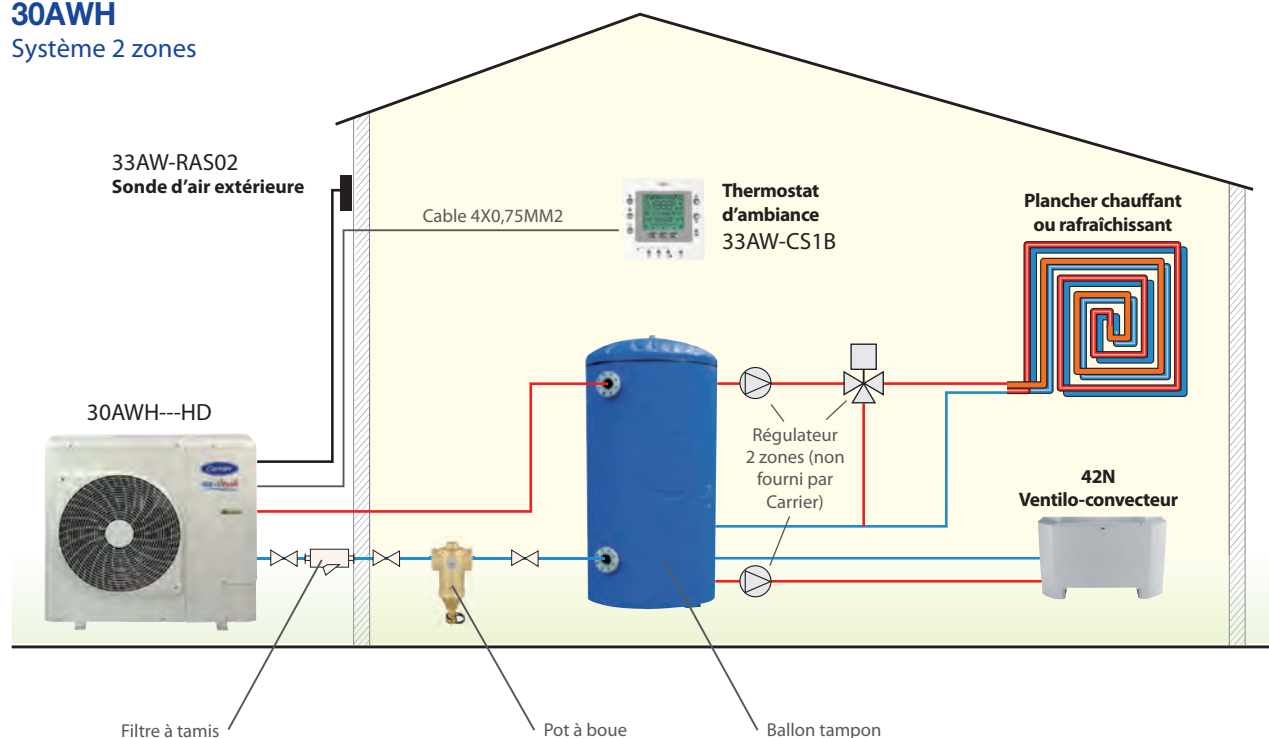 30AWH
Système 2 zones
33AW-RAS02
Sonde d'air extérieure
Cable 4X0,75MM2
Thermostat
d'ambiance
33AW-CS1B
Plancher chauffant
ou rafraîchissant
30AWH---HD
Carrier
Régulateur
2 zones (non
fourni par
Carrier)
42N
Ventilo-convecteur
Filtre à tamis
Pot à boue
Ballon tampon